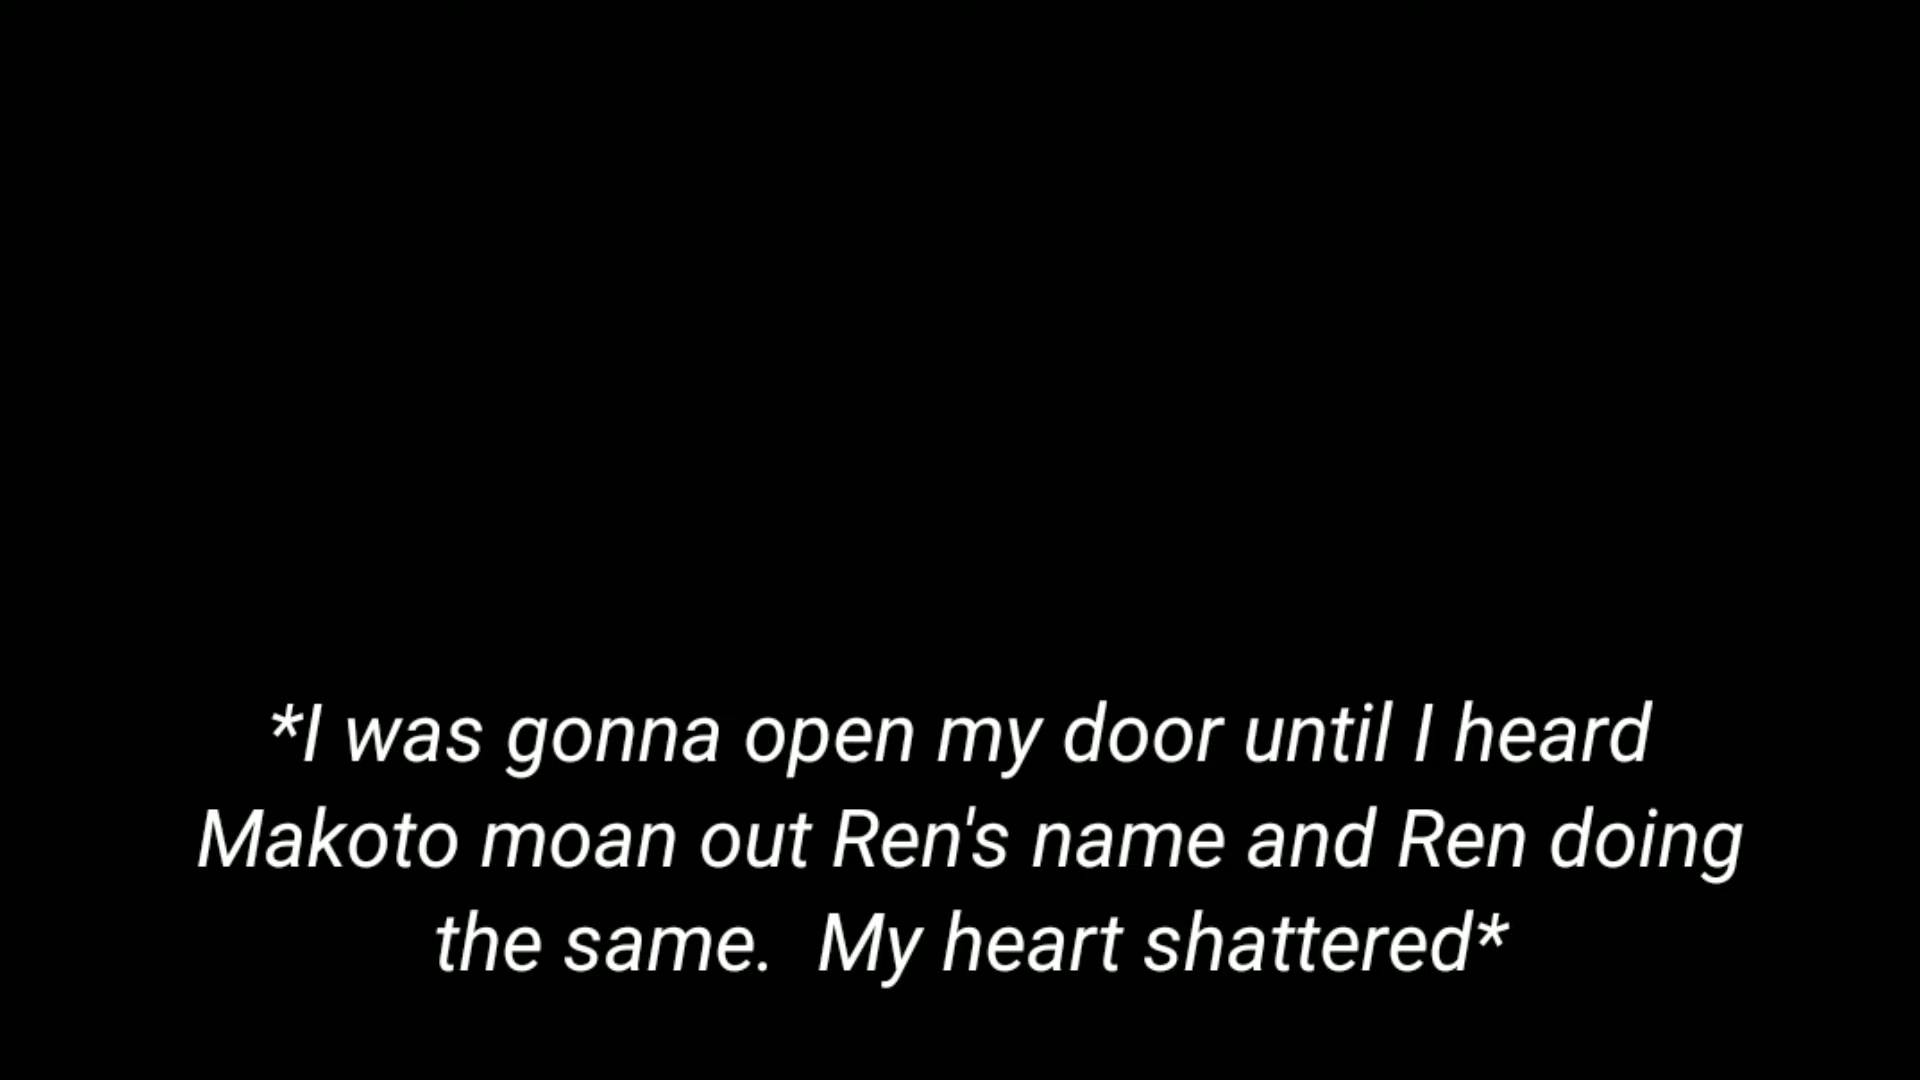 *I was gonna open my door until I heard
Makoto moan out Ren's name and Ren doing
the same.  My heart shattered*